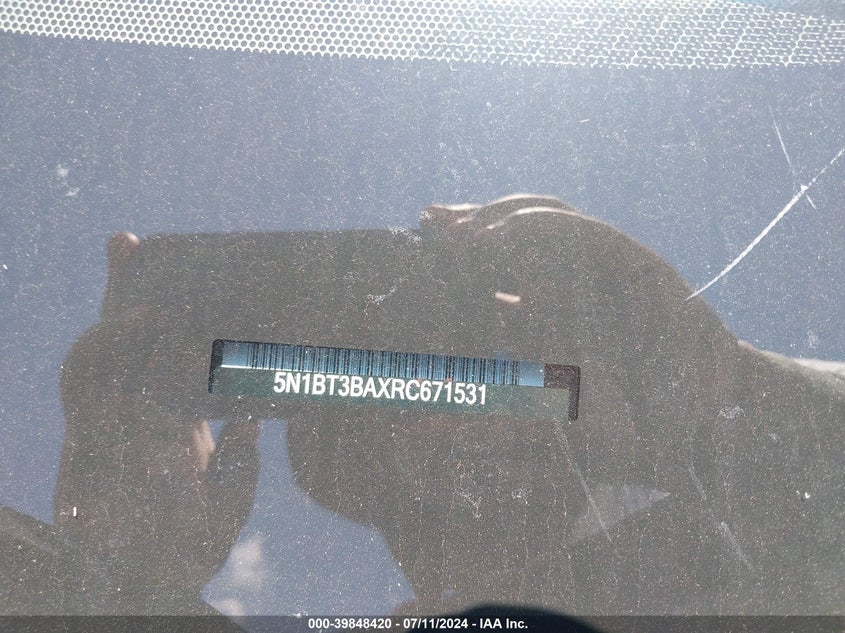 5N1BT3BAXRC671531
000-39848420 - 07/11/2024 - IAA Inc.